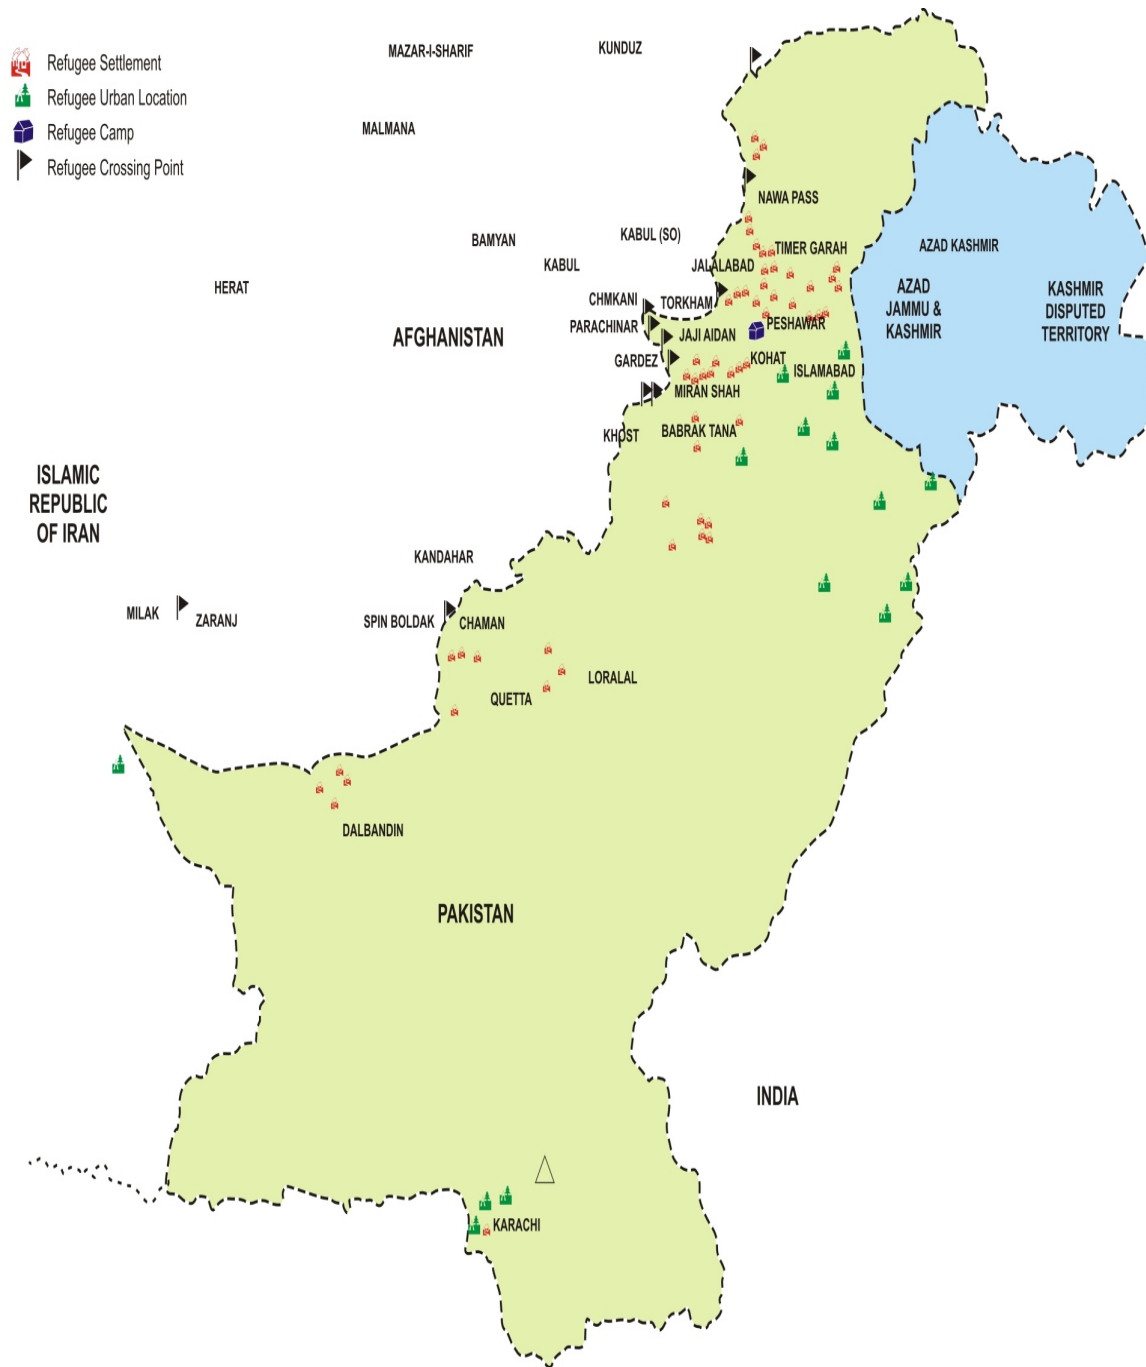 MAZAR-I-SHARIF
KUNDUZ
Refugee Settlement
Refugee Urban Location
Refugee Camp
Refugee Crossing Point
MALMANA
NAWA PASS
BAMYAN
KABUL (SO)
TIMER GARAH
AZAD KASHMIR
KABUL
JALALABAD
HERAT
CHMKANI
TORKHAM
AZAD
JAMMU &
KASHMIR
KASHMIR
DISPUTED
TERRITORY
PARACHINAR
PESHAWAR
AFGHANISTAN
JAJI AIDAN
GARDEZ
KOHAT
ISLAMABAD
MIRAN SHAH
KHOST
BABRAK TANA
ISLAMIC
REPUBLIC
OF IRAN
KANDAHAR
MILAK
ZARANJ
SPIN BOLDAK
CHAMAN
LORALAL
QUETTA
DALBANDIN
PAKISTAN
INDIA
KARACHI